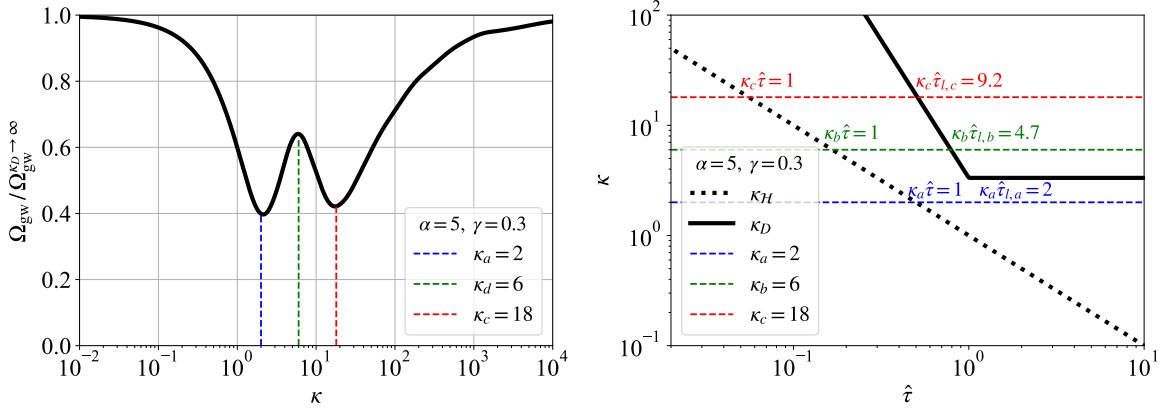 Ω_gw / Ω_gw^{κ_D→∞}
1.0
0.8
0.6
0.4
0.2
0.0
α = 5, γ = 0.3
κ_a = 2
κ_d = 6
κ_c = 18
10^{−2} 10^{−1} 10^0 10^1 10^2 10^3 10^4
κ
κ
10^2
10^1
10^0
10^{−1}
κ_c τ̂ = 1
κ_c τ̂_{l,c} = 9.2
κ_b τ̂ = 1
κ_b τ̂_{l,b} = 4.7
κ_a τ̂ = 1
κ_a τ̂_{l,a} = 2
α = 5, γ = 0.3
κ_H
κ_D
κ_a = 2
κ_b = 6
κ_c = 18
10^{−1} 10^0 10^1
τ̂